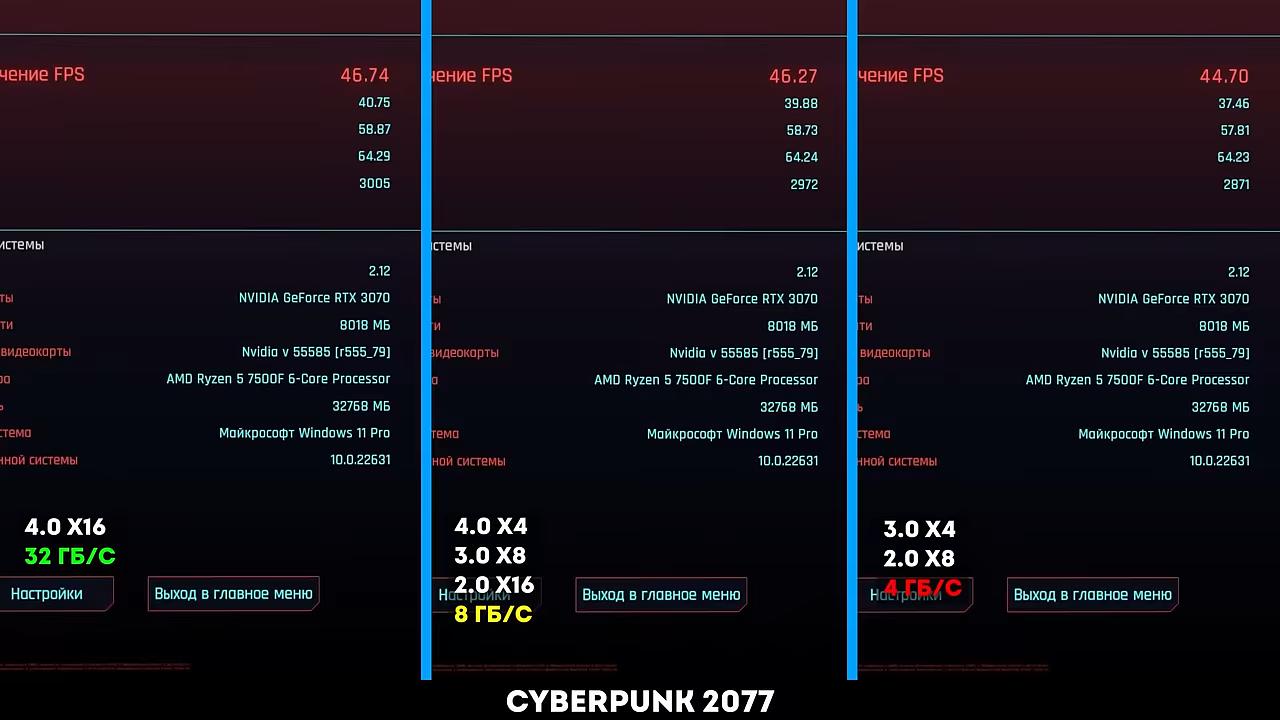 чение FPS 46.74
40.75
58.87
64.29
3005
истемы
2.12
ты NVIDIA GeForce RTX 3070
ти 8018 МБ
видеокарты Nvidia v 55585 [r555_79]
ра AMD Ryzen 5 7500F 6-Core Processor
ь 32768 МБ
стема Майкрософт Windows 11 Pro
нной системы 10.0.22631
4.0 X16
32 ГБ/С
Настройки Выход в главное меню
чение FPS 46.27
39.88
58.73
64.24
2972
стемы
2.12
ы NVIDIA GeForce RTX 3070
ти 8018 МБ
видеокарты Nvidia v 55585 [r555_79]
а AMD Ryzen 5 7500F 6-Core Processor
32768 МБ
тема Майкрософт Windows 11 Pro
ной системы 10.0.22631
4.0 X4
3.0 X8
2.0 X16
Настройки Выход в главное меню
8 ГБ/С
чение FPS 44.70
37.46
57.81
64.23
2871
истемы
2.12
ты NVIDIA GeForce RTX 3070
ти 8018 МБ
видеокарты Nvidia v 55585 [r555_79]
ра AMD Ryzen 5 7500F 6-Core Processor
ь 32768 МБ
стема Майкрософт Windows 11 Pro
нной системы 10.0.22631
3.0 X4
2.0 X8
4 ГБ/С
Настройки Выход в главное меню
CYBERPUNK 2077